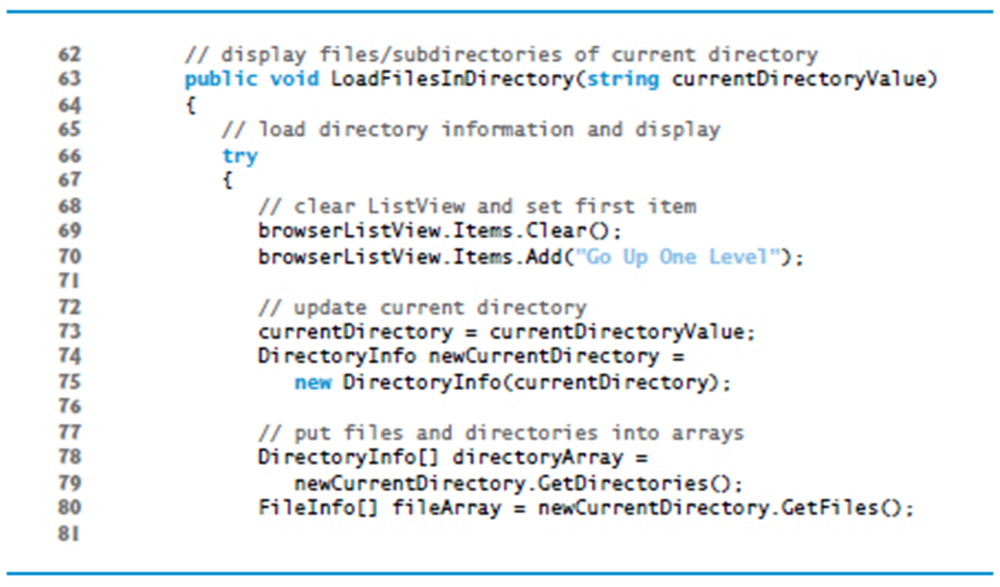 62 // display files/subdirectories of current directory
63 public void LoadFilesInDirectory(string currentDirectoryValue)
64 {
65 // load directory information and display
66 try
67 {
68 // clear ListView and set first item
69 browserListView.Items.Clear();
70 browserListView.Items.Add("Go Up One Level");
71
72 // update current directory
73 currentDirectory = currentDirectoryValue;
74 DirectoryInfo newCurrentDirectory =
75 new DirectoryInfo(currentDirectory);
76
77 // put files and directories into arrays
78 DirectoryInfo[] directoryArray =
79 newCurrentDirectory.GetDirectories();
80 FileInfo[] fileArray = newCurrentDirectory.GetFiles();
81